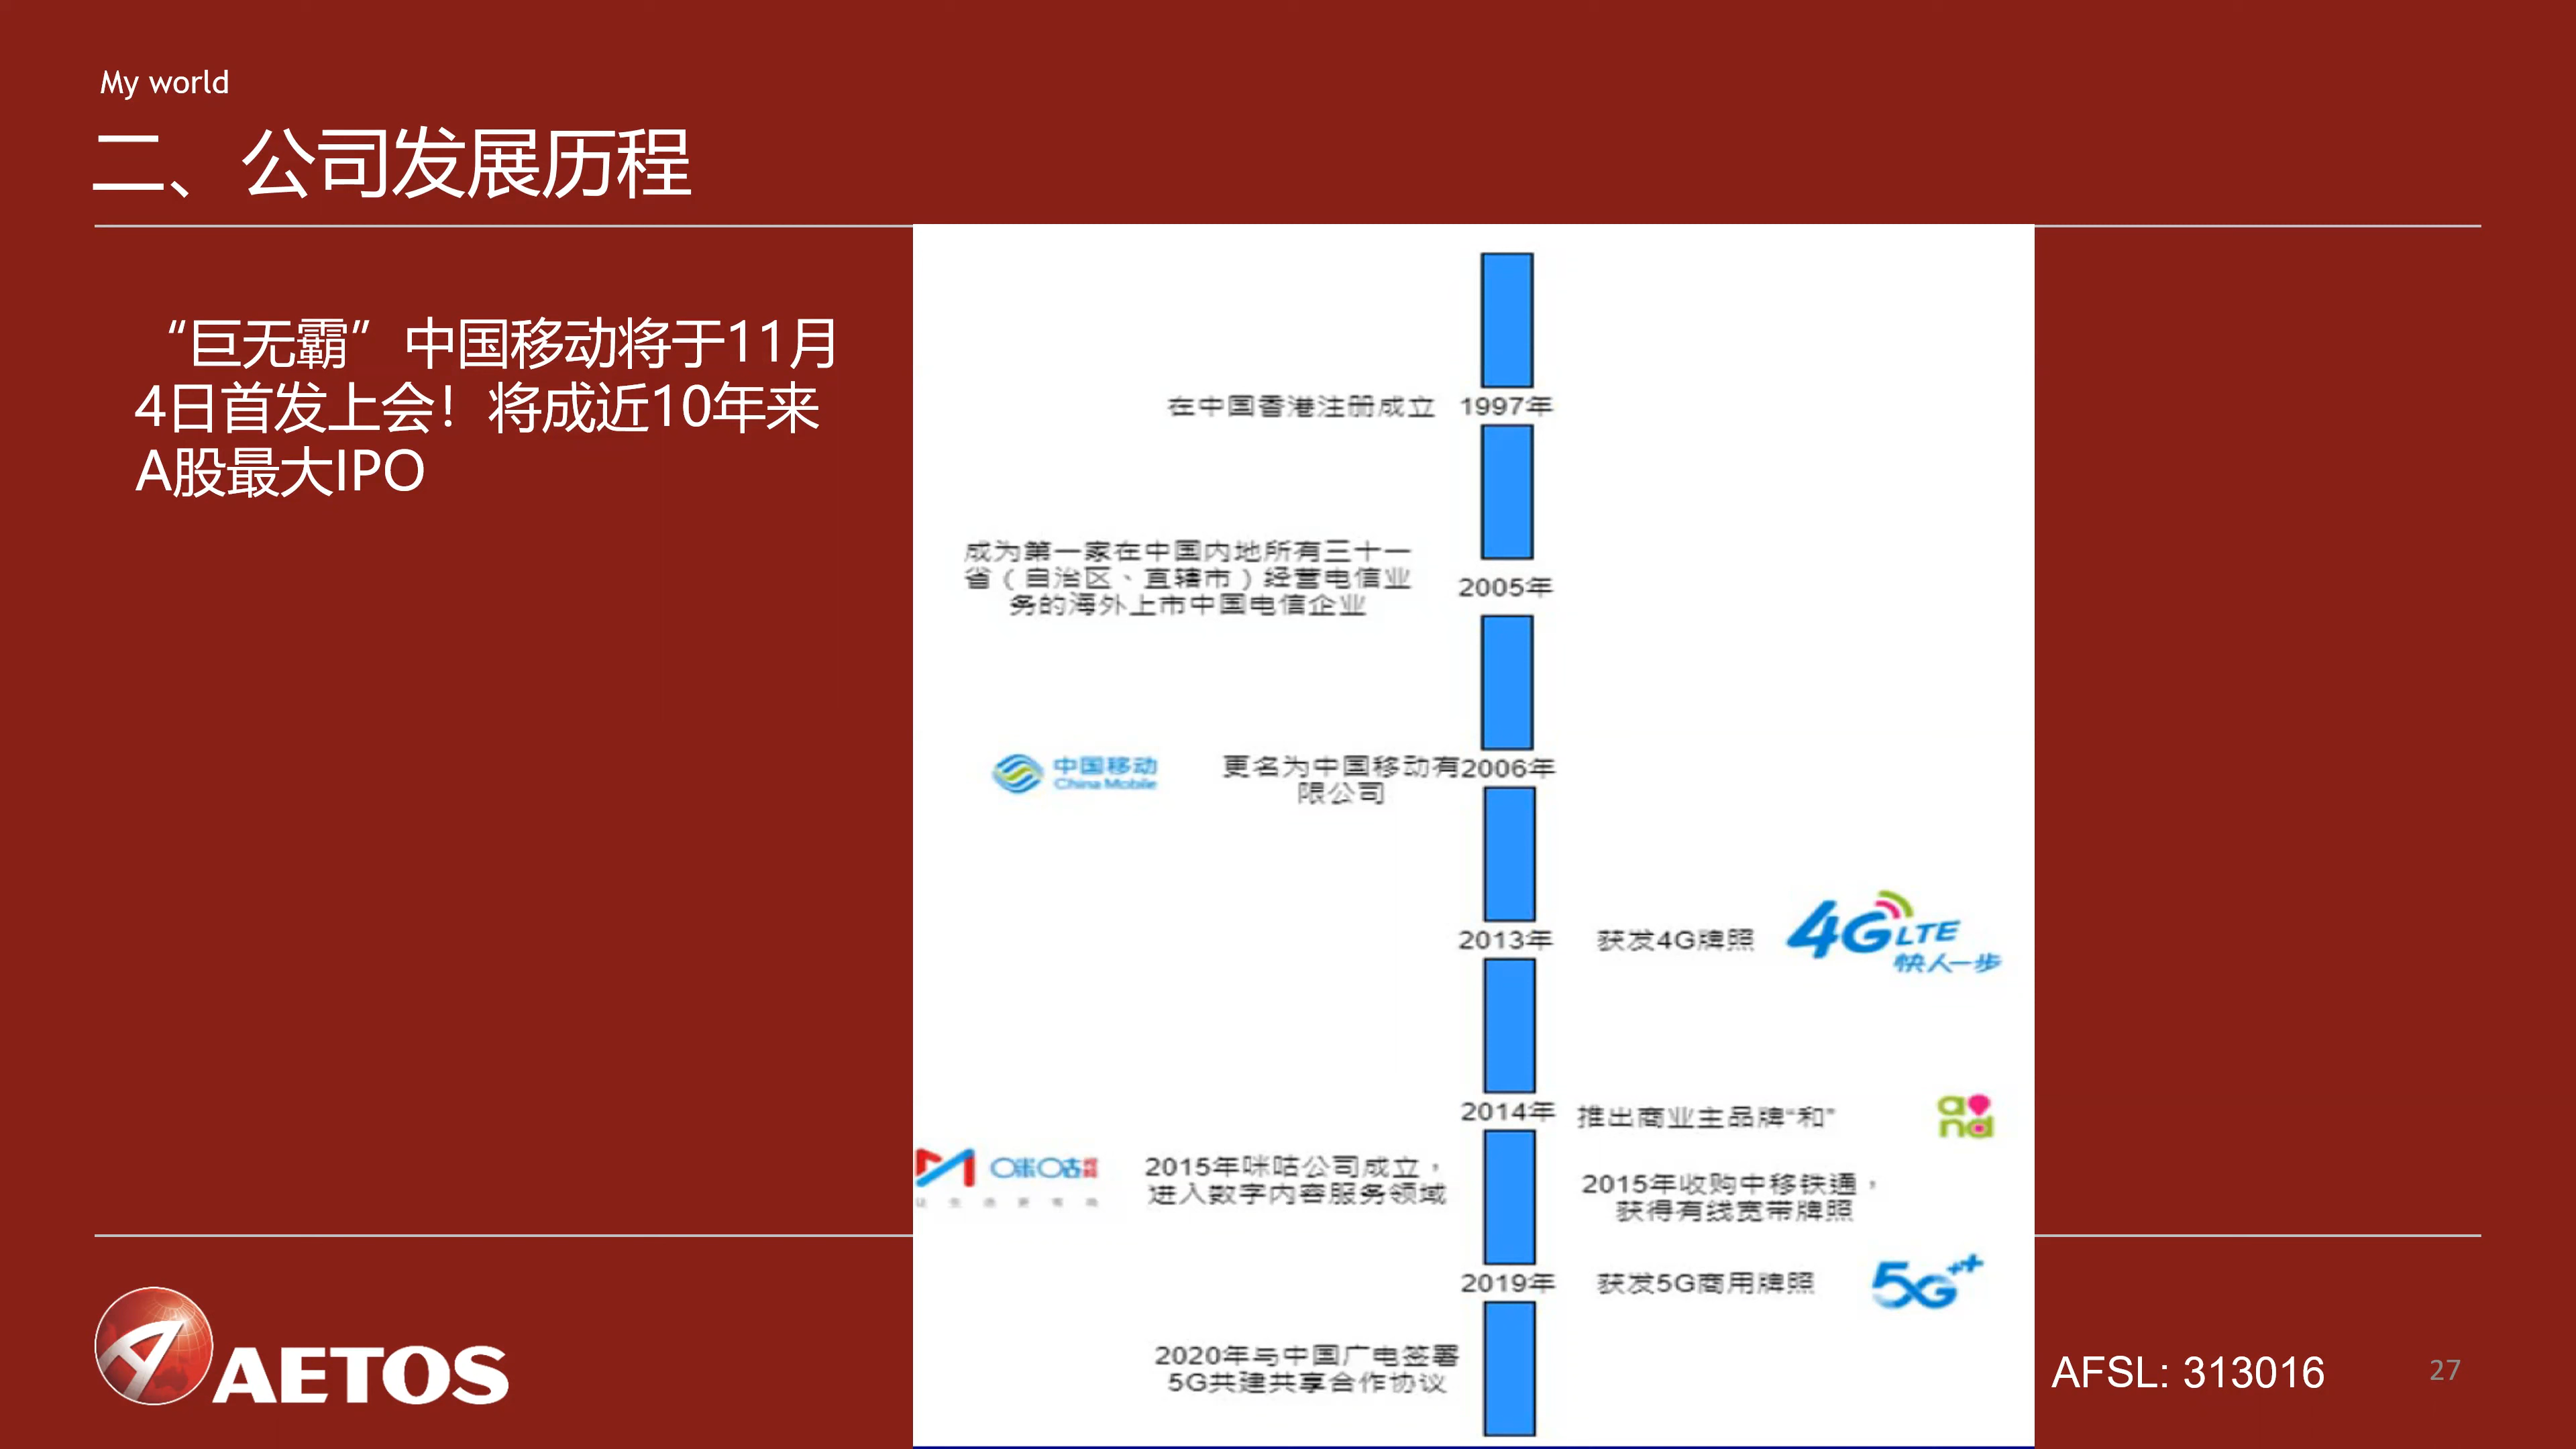 My world
二、公司发展历程
“巨无霸”中国移动将于11月
4日首发上会！将成近10年来
A股最大IPO
在中国香港注册成立
1997年
成为第一家在中国内地所有三十一
省（自治区、直辖市）经营电信业
务的海外上市中国电信企业
2005年
中国移动
China Mobile
更名为中国移动有
限公司
2006年
2013年
获发4G牌照
4G LTE
快人一步
2014年
推出商业主品牌“和”
and
咪咕
2015年咪咕公司成立，
进入数字内容服务领域
2015年收购中移铁通，
获得有线宽带牌照
2019年
获发5G商用牌照
5G++
2020年与中国广电签署
5G共建共享合作协议
AETOS
AFSL: 313016
27